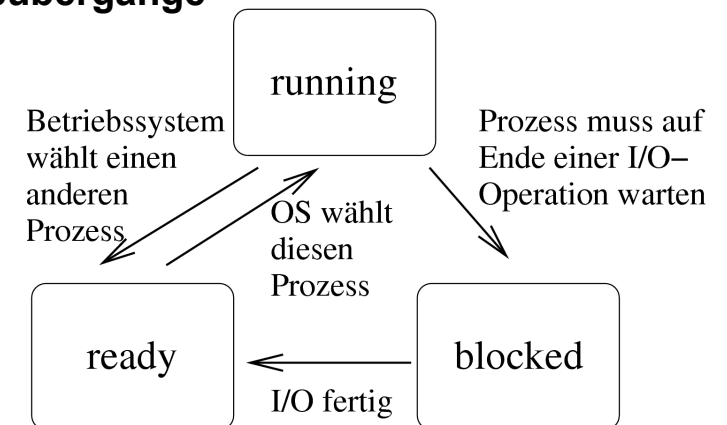 running
Betriebssystem
wählt einen
anderen
Prozess
Prozess muss auf
Ende einer I/O–
Operation warten
OS wählt
diesen
Prozess
ready
blocked
I/O fertig